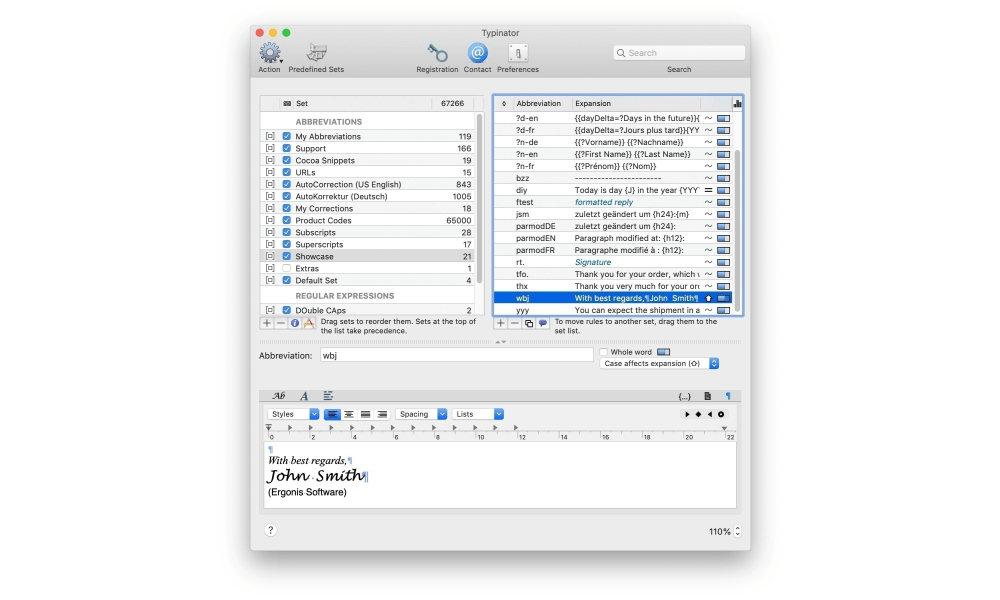 Typinator
Action Predefined Sets Registration Contact Preferences Search
Search
Set 67266
ABBREVIATIONS
My Abbreviations 119
Support 166
Cocoa Snippets 19
URLs 15
AutoCorrection (US English) 843
AutoKorrektur (Deutsch) 1005
My Corrections 18
Product Codes 65000
Subscripts 28
Superscripts 17
Showcase 21
Extras 1
Default Set 4
REGULAR EXPRESSIONS
DOuble CAps 2
Drag sets to reorder them. Sets at the top of
the list take precedence.
Abbreviation Expansion
?d-en {{dayDelta=?Days in the future}}{
?d-fr {{dayDelta=?Jours plus tard}}{YY
?n-de {{?Vorname}} {{?Nachname}}
?n-en {{?First Name}} {{?Last Name}}
?n-fr {{?Prénom}} {{?Nom}}
bzz -----------------------
diy Today is day {J} in the year {YYY
ftest formatted reply
jsm zuletzt geändert um {h24}:{m}
parmodDE zuletzt geändert um {h24}:
parmodEN Paragraph modified at: {h12}:
parmodFR Paragraphe modifié à : {h12}:
rt. Signature
tfo. Thank you for your order, which
thx Thank you very much for your
wbj With best regards,¶John Smith¶
yyy You can expect the shipment in a
To move rules to another set, drag them to the
set list.
Abbreviation: wbj
Whole word
Case affects expansion
Ab A {...} ¶
Styles Spacing Lists
0 2 4 6 8 10 12 14 16 18 20 22
¶
With best regards,¶
John Smith¶
(Ergonis Software)
? 110%